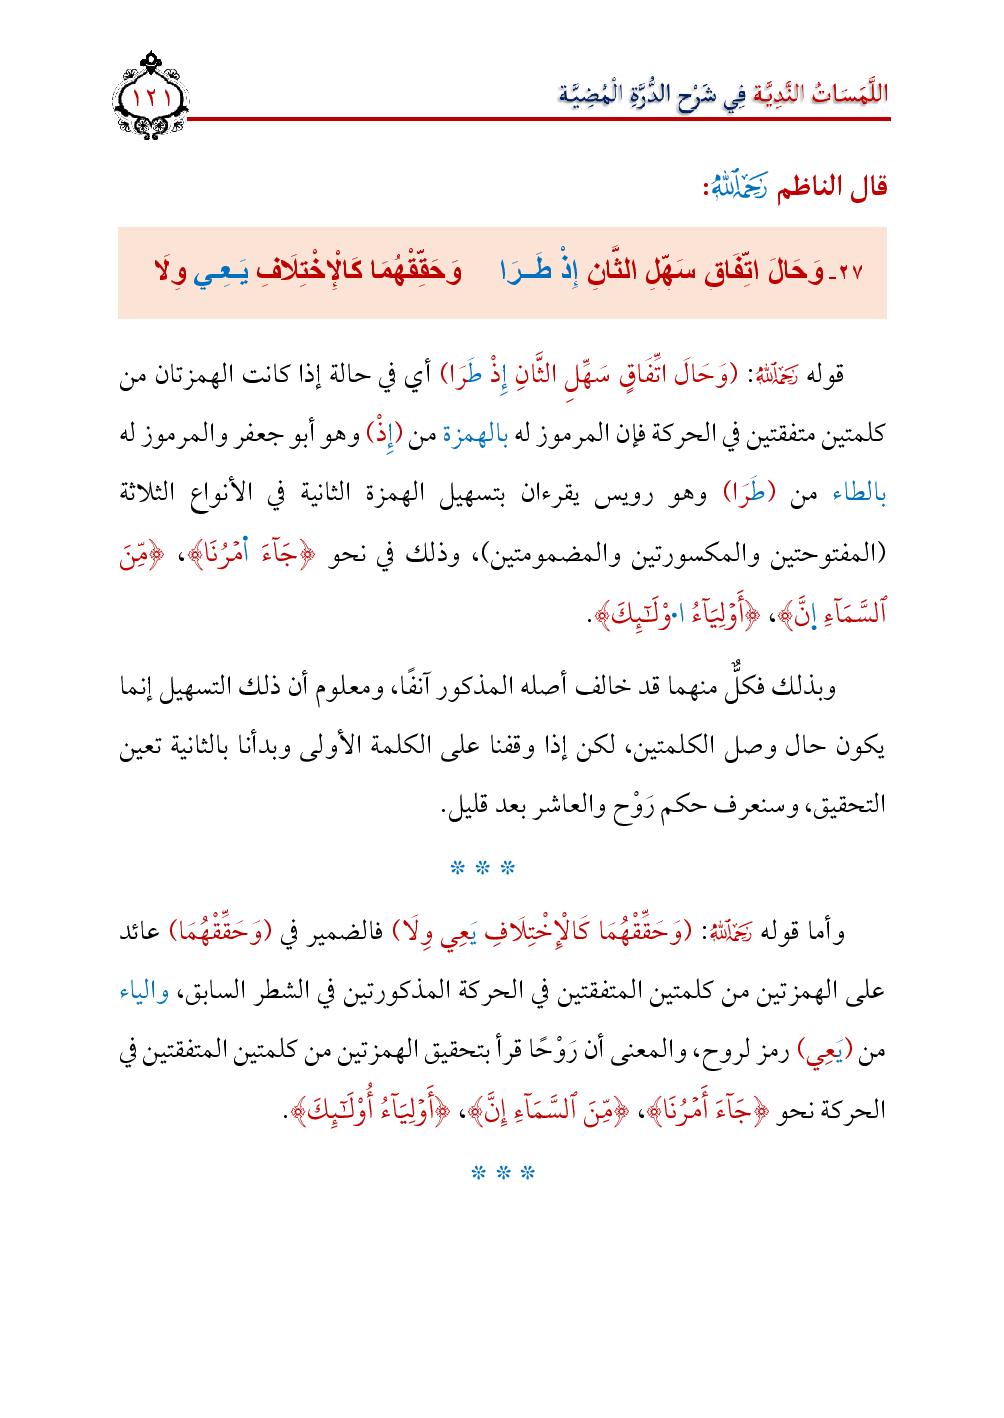 اللَّمَسَاتُ النَّدِيَّة فِي شَرْح الدُّرَّةِ الْمُضِيَّة
١٢١
قال الناظم رَحِمَهُ اللَّهُ:
٢٧ـ وَحَالَ اتِّفَاقٍ سَهِّلِ الثَّانِ إِذْ طَــرَا وَحَقِّقْهُمَا كَالْإِخْتِلَافِ يَـعِـي وِلَا
قوله رَحِمَهُ اللَّهُ: (وَحَالَ اتِّفَاقٍ سَهِّلِ الثَّانِ إِذْ طَرَا) أي في حالة إذا كانت الهمزتان من
كلمتين متفقتين في الحركة فإن المرموز له بالهمزة من (إِذْ) وهو أبو جعفر والمرموز له
بالطاء من (طَرَا) وهو رويس يقرءان بتسهيل الهمزة الثانية في الأنواع الثلاثة
(المفتوحتين والمكسورتين والمضمومتين)، وذلك في نحو ﴿جَآءَ ا۬مۡرُنَا﴾، ﴿مِّنَ
ٱلسَّمَآءِ ا۪نَّ﴾، ﴿أَوۡلِيَآءُ ا۬وْلَـٰٓئِكَ﴾.
وبذلك فكلٌّ منهما قد خالف أصله المذكور آنفًا، ومعلوم أن ذلك التسهيل إنما
يكون حال وصل الكلمتين، لكن إذا وقفنا على الكلمة الأولى وبدأنا بالثانية تعين
التحقيق، وسنعرف حكم رَوْح والعاشر بعد قليل.
* * *
وأما قوله رَحِمَهُ اللَّهُ: (وَحَقِّقْهُمَا كَالْإِخْتِلَافِ يَعِي وِلَا) فالضمير في (وَحَقِّقْهُمَا) عائد
على الهمزتين من كلمتين المتفقتين في الحركة المذكورتين في الشطر السابق، والياء
من (يَعِي) رمز لروح، والمعنى أن رَوْحًا قرأ بتحقيق الهمزتين من كلمتين المتفقتين في
الحركة نحو ﴿جَآءَ أَمۡرُنَا﴾، ﴿مِّنَ ٱلسَّمَآءِ إِنَّ﴾، ﴿أَوۡلِيَآءُ أُوْلَـٰٓئِكَ﴾.
* * *